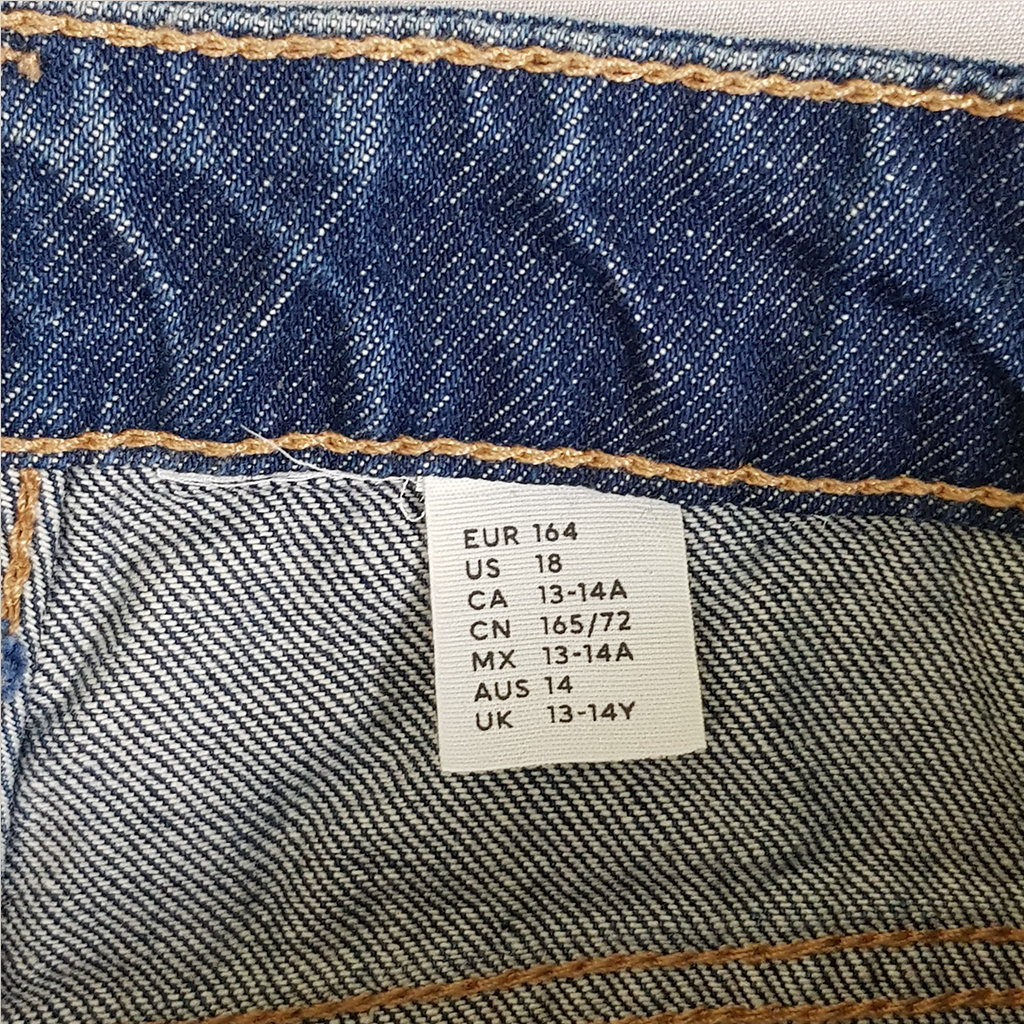 EUR 164
US 18
CA 13-14A
CN 165/72
MX 13-14A
AUS 14
UK 13-14Y